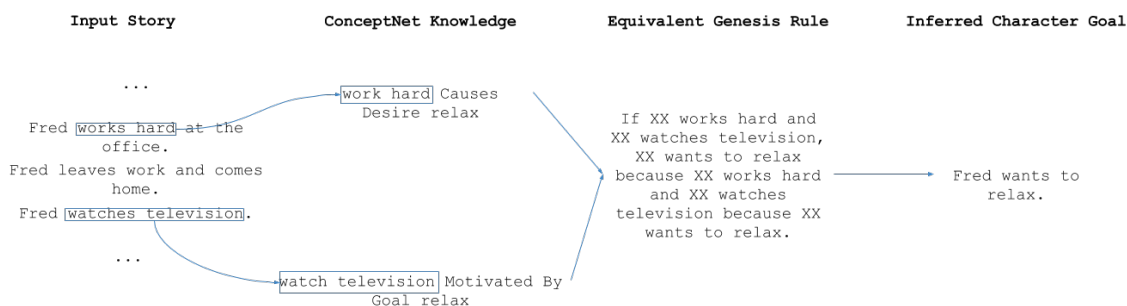 Input Story
ConceptNet Knowledge
Equivalent Genesis Rule
Inferred Character Goal
...
Fred works hard at the
office.
Fred leaves work and comes
home.
Fred watches television.
...
work hard Causes
Desire relax
watch television Motivated By
Goal relax
If XX works hard and
XX watches television,
XX wants to relax
because XX works hard
and XX watches
television because XX
wants to relax.
Fred wants to
relax.